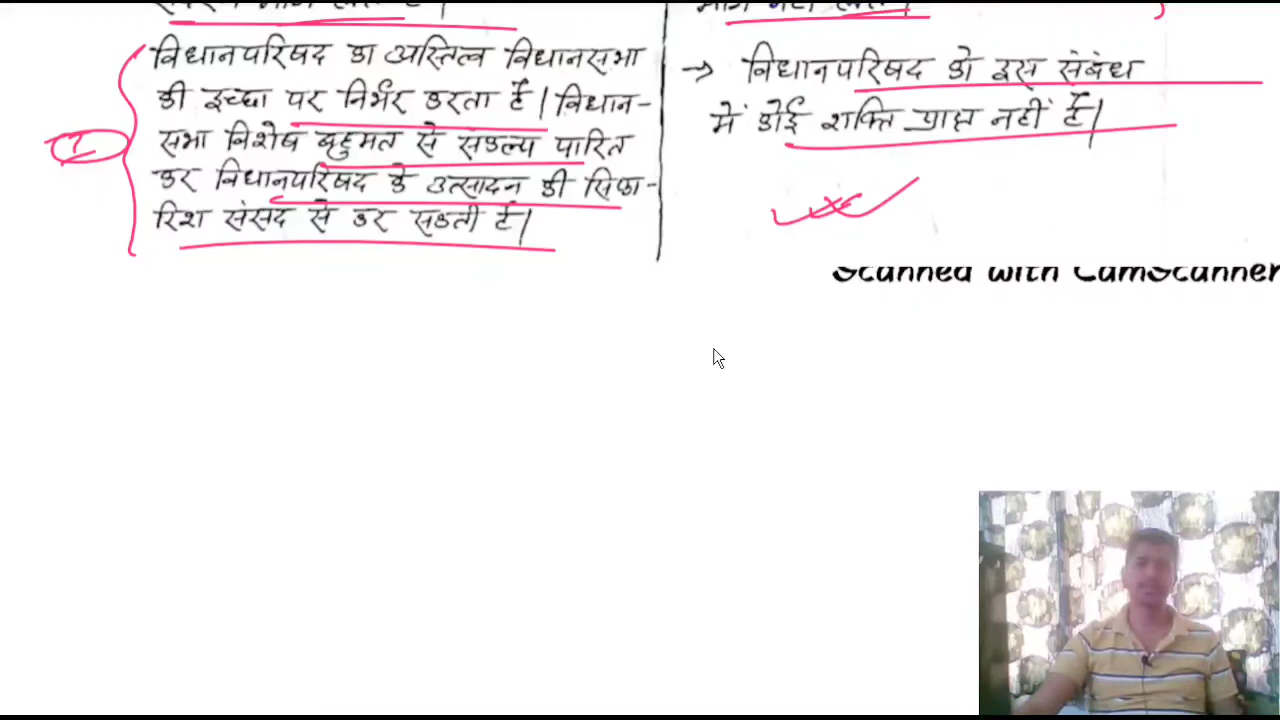 विधानपरिषद का अस्तित्व विधानसभा
की इच्छा पर निर्भर करता है| विधान-
सभा विशेष बहुमत से संकल्प पारित
कर विधानपरिषद के उत्सादन की सिफा-
रिश संसद से कर सकती है|
→ विधानपरिषद को इस संबंध
में कोई शक्ति प्राप्त नहीं है|
Scanned with CamScanner